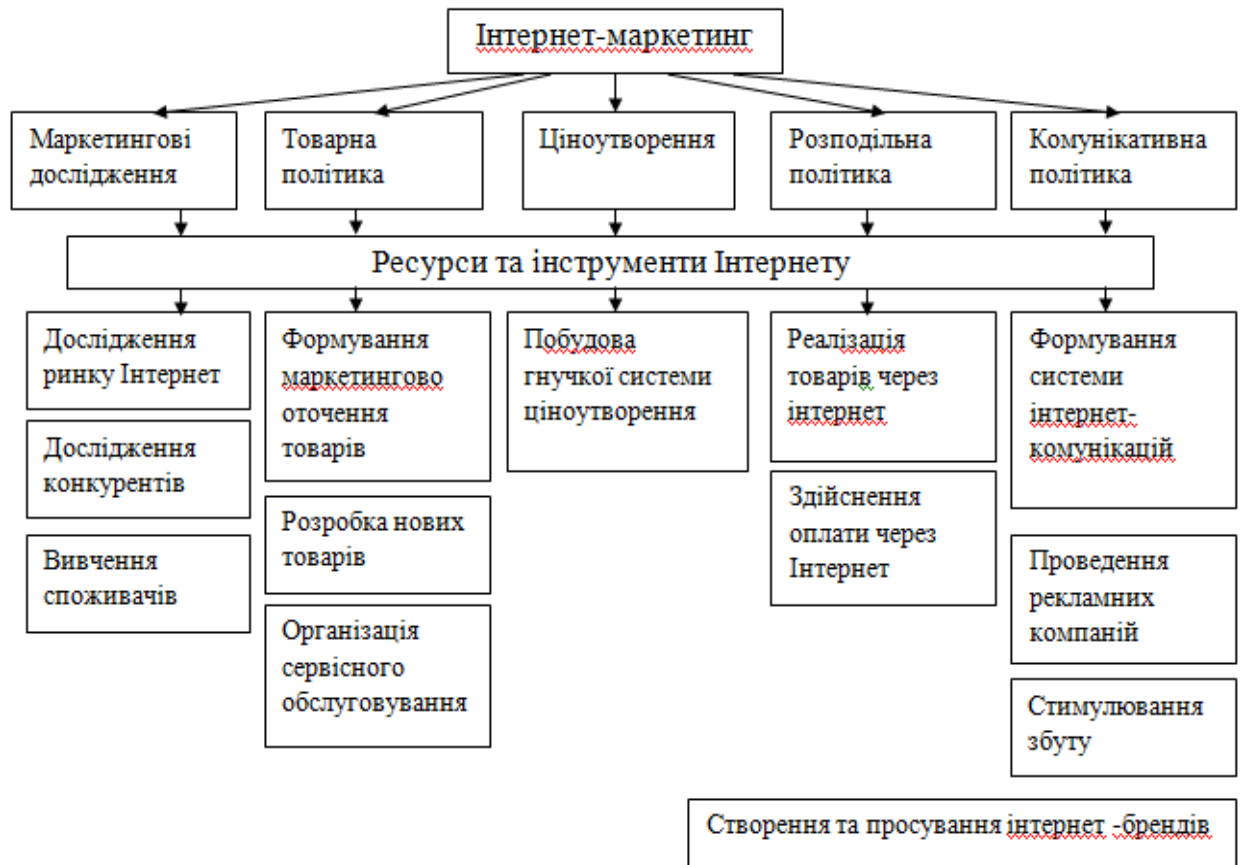 Інтернет-маркетинг
Маркетингові
дослідження
Товарна
політика
Ціноутворення
Розподільна
політика
Комунікативна
політика
Ресурси та інструменти Інтернету
Дослідження
ринку Інтернет
Дослідження
конкурентів
Вивчення
споживачів
Формування
маркетингово
оточення
товарів
Розробка нових
товарів
Організація
сервісного
обслуговування
Побудова
гнучкої системи
ціноутворення
Реалізація
товарів через
інтернет
Здійснення
оплати через
Інтернет
Формування
системи
інтернет-
комунікацій
Проведення
рекламних
компаній
Стимулювання
збуту
Створення та просування інтернет -брендів